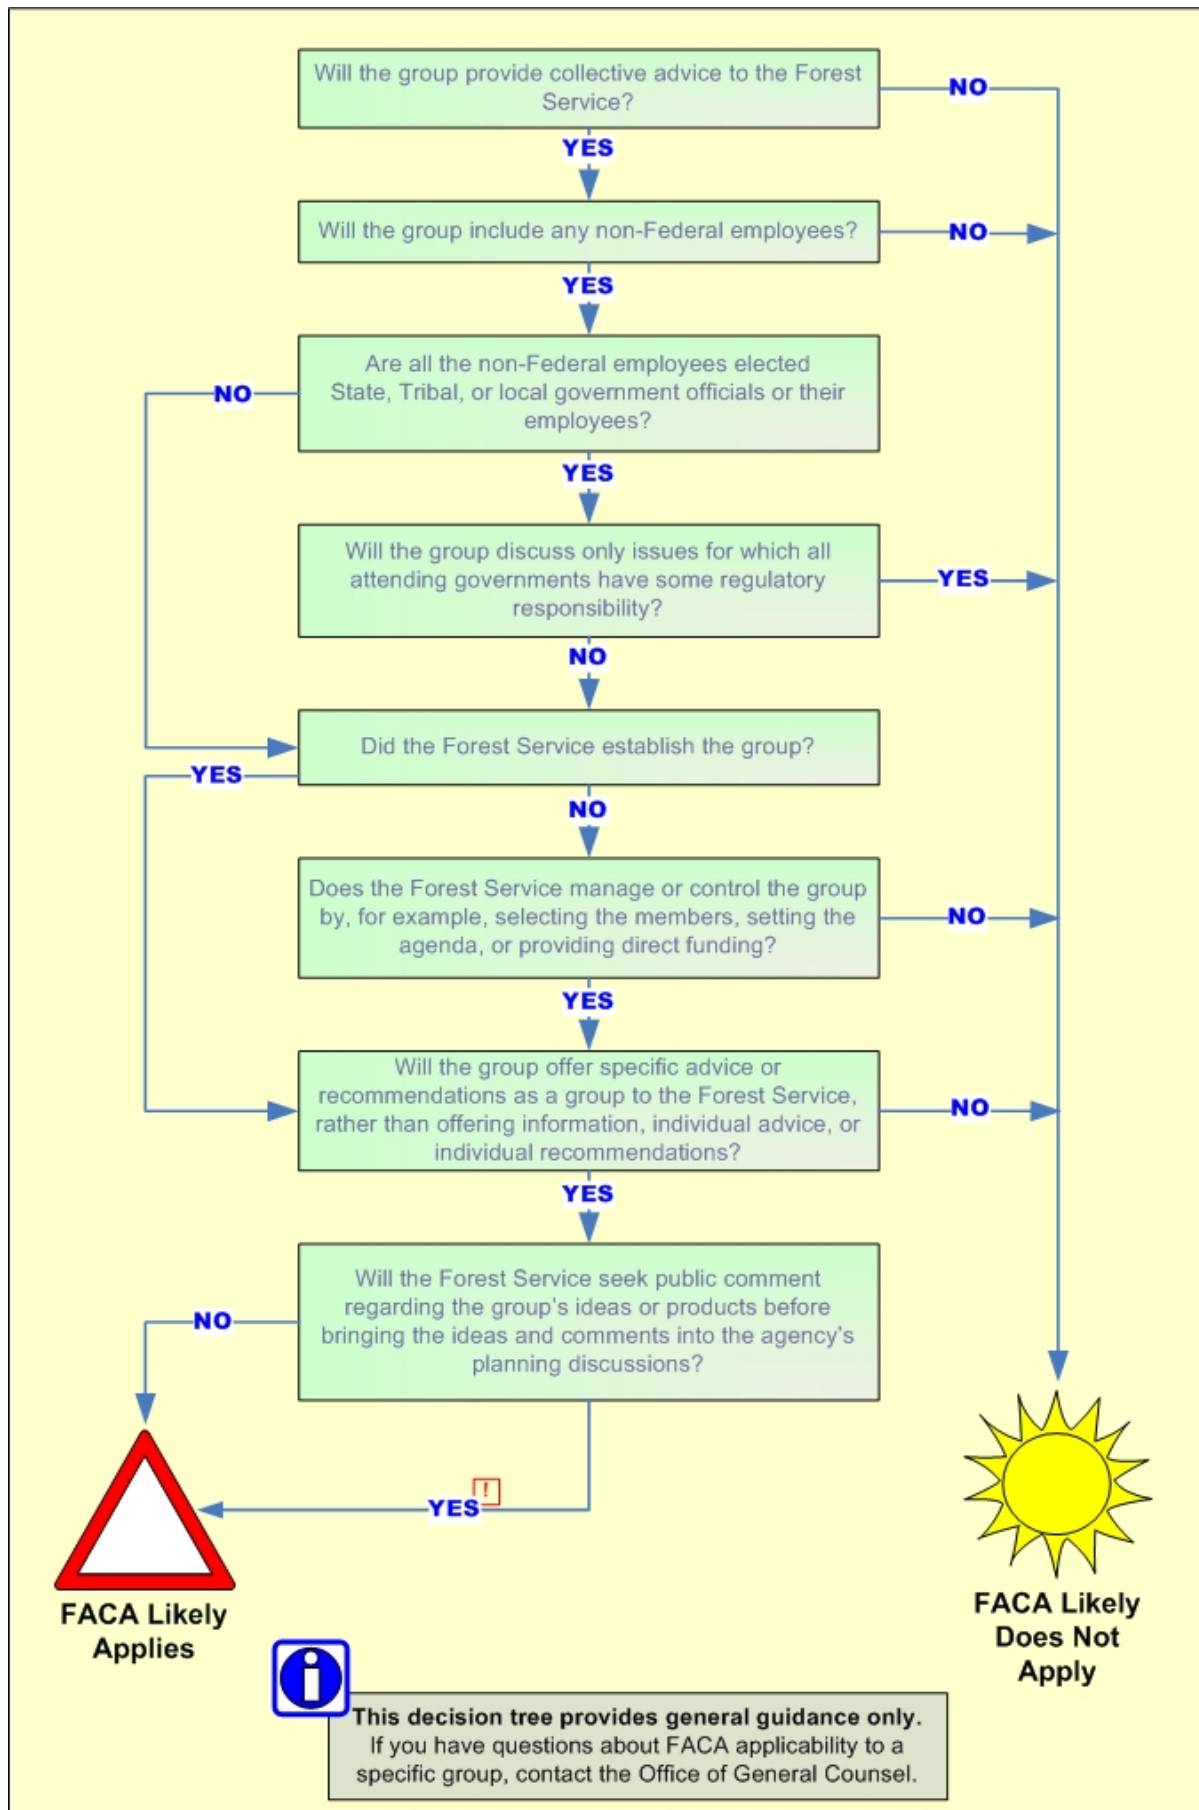 Will the group provide collective advice to the Forest
Service?
NO
YES
Will the group include any non-Federal employees?
NO
YES
Are all the non-Federal employees elected
State, Tribal, or local government officials or their
employees?
NO
YES
Will the group discuss only issues for which all
attending governments have some regulatory
responsibility?
YES
NO
Did the Forest Service establish the group?
YES
NO
Does the Forest Service manage or control the group
by, for example, selecting the members, setting the
agenda, or providing direct funding?
NO
YES
Will the group offer specific advice or
recommendations as a group to the Forest Service,
rather than offering information, individual advice, or
individual recommendations?
NO
YES
Will the Forest Service seek public comment
regarding the group's ideas or products before
bringing the ideas and comments into the agency's
planning discussions?
NO
YES
!
FACA Likely
Applies
FACA Likely
Does Not
Apply
i
This decision tree provides general guidance only.
If you have questions about FACA applicability to a
specific group, contact the Office of General Counsel.